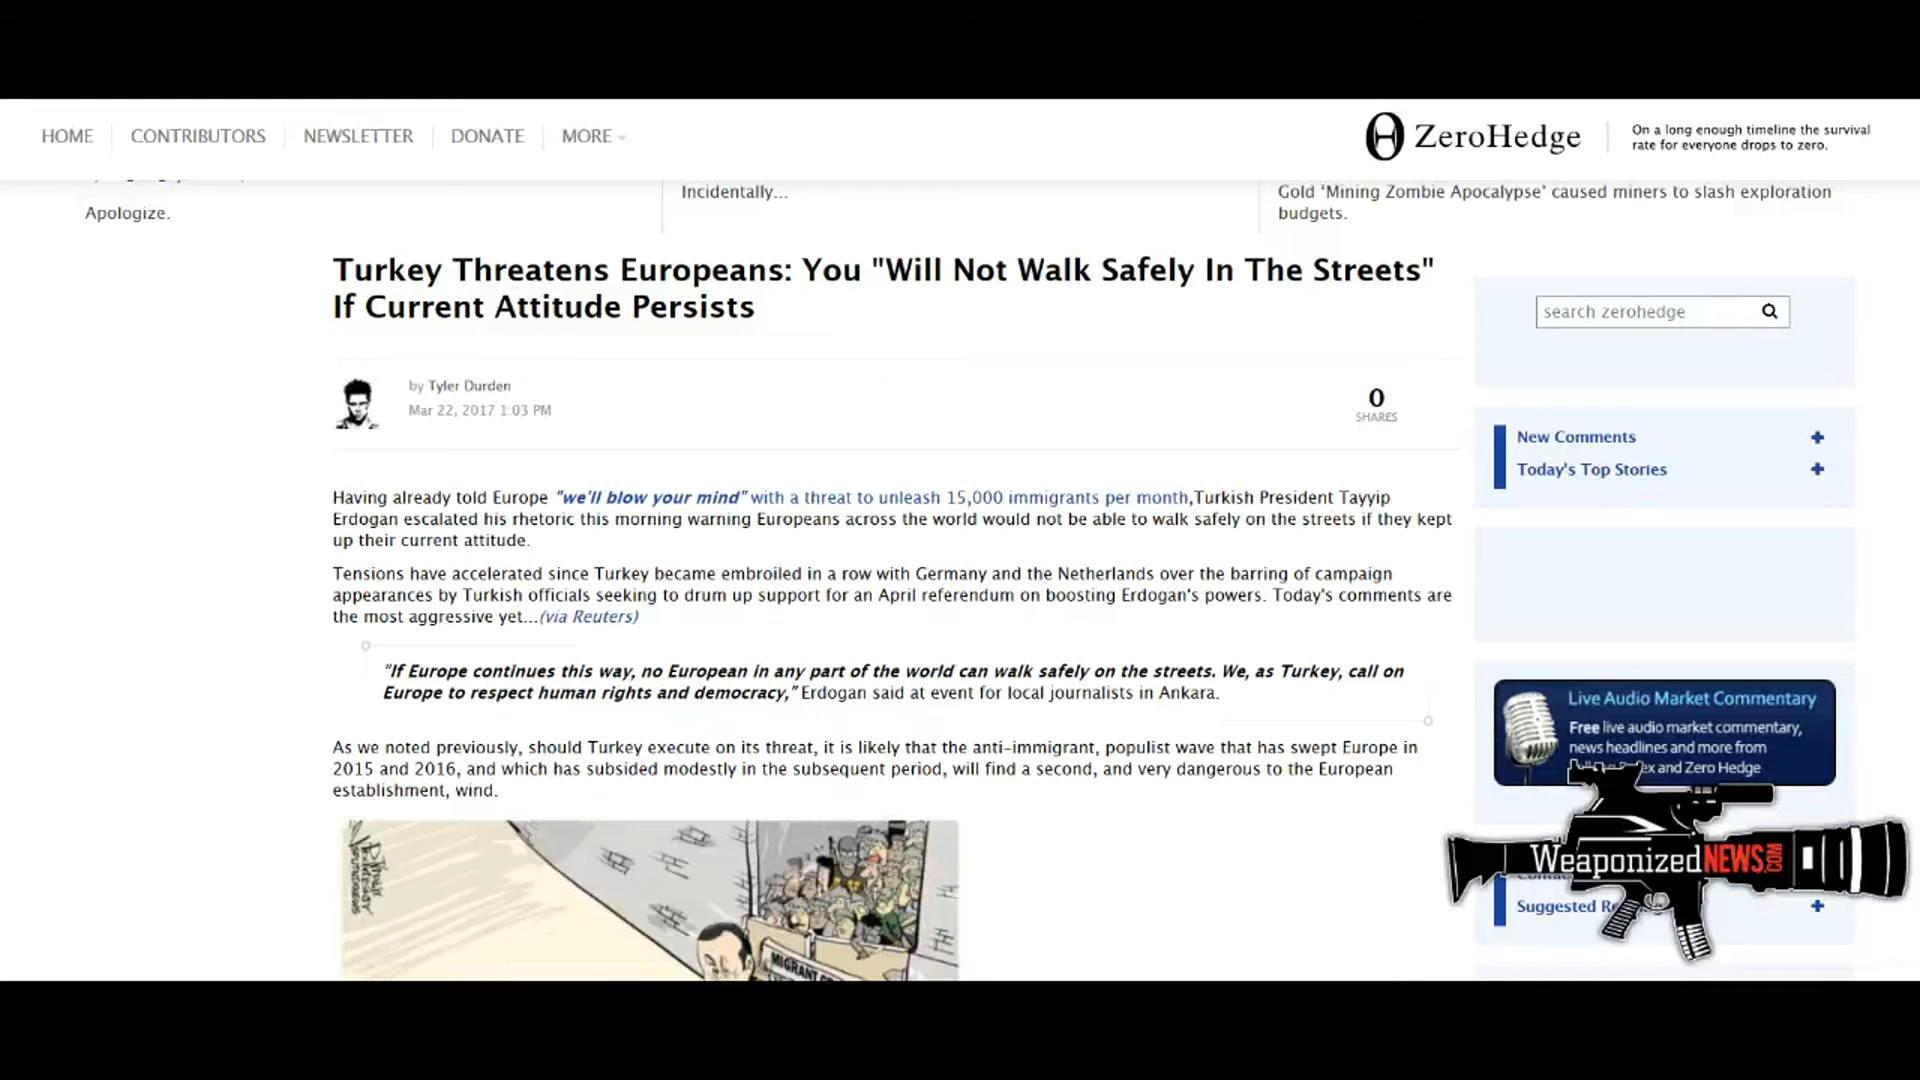 HOME
CONTRIBUTORS
NEWSLETTER
DONATE
MORE
ZeroHedge
On a long enough timeline the survival
rate for everyone drops to zero.
Apologize.
Incidentally...
Gold ‘Mining Zombie Apocalypse’ caused miners to slash exploration
budgets.
Turkey Threatens Europeans: You "Will Not Walk Safely In The Streets"
If Current Attitude Persists
search zerohedge
by Tyler Durden
Mar 22, 2017 1:03 PM
0
SHARES
New Comments
Today's Top Stories
Having already told Europe "we'll blow your mind" with a threat to unleash 15,000 immigrants per month,Turkish President Tayyip
Erdogan escalated his rhetoric this morning warning Europeans across the world would not be able to walk safely on the streets if they kept
up their current attitude.
Tensions have accelerated since Turkey became embroiled in a row with Germany and the Netherlands over the barring of campaign
appearances by Turkish officials seeking to drum up support for an April referendum on boosting Erdogan's powers. Today's comments are
the most aggressive yet...(via Reuters)
"If Europe continues this way, no European in any part of the world can walk safely on the streets. We, as Turkey, call on
Europe to respect human rights and democracy," Erdogan said at event for local journalists in Ankara.
As we noted previously, should Turkey execute on its threat, it is likely that the anti-immigrant, populist wave that has swept Europe in
2015 and 2016, and which has subsided modestly in the subsequent period, will find a second, and very dangerous to the European
establishment, wind.
Live Audio Market Commentary
Free live audio market commentary,
news headlines and more from
and Zero Hedge
WeaponizedNEWS.COM
Suggested
MIGRANT